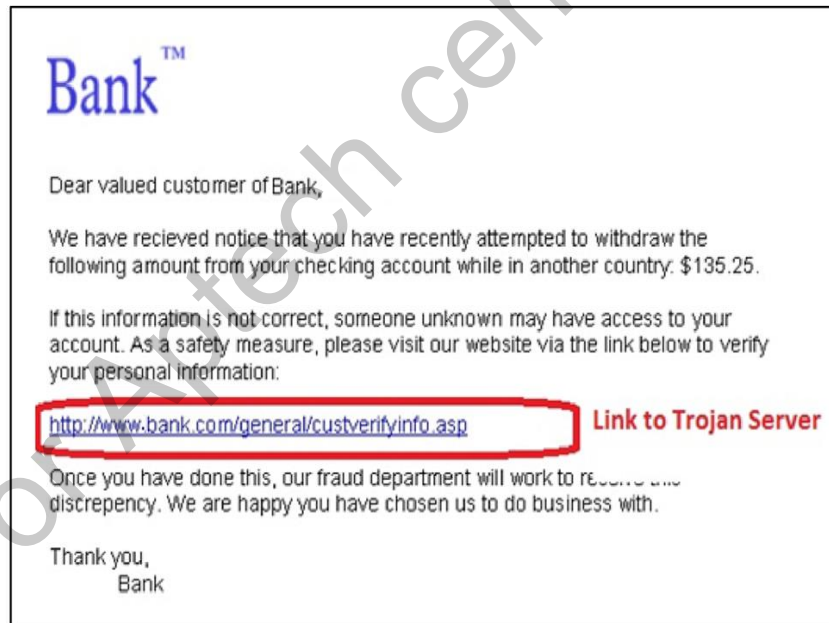 Bank™
Dear valued customer of Bank,
We have recieved notice that you have recently attempted to withdraw the
following amount from your checking account while in another country: $135.25.
If this information is not correct, someone unknown may have access to your
account. As a safety measure, please visit our website via the link below to verify
your personal information:
http://www.bank.com/general/custverifyinfo.asp
Link to Trojan Server
Once you have done this, our fraud department will work to
discrepency. We are happy you have chosen us to do business with.
Thank you,
Bank
or Aptech cen